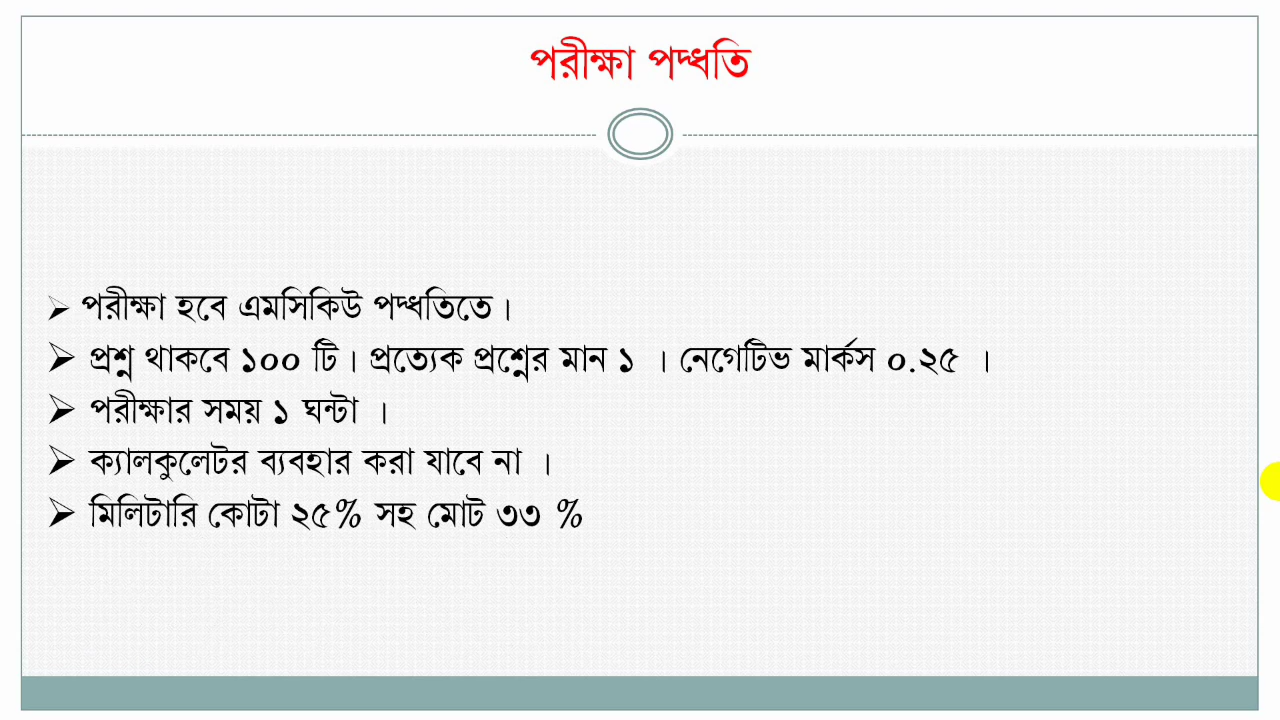 পরীক্ষা পদ্ধতি
➢ পরীক্ষা হবে এমসিকিউ পদ্ধতিতে।
➢ প্রশ্ন থাকবে ১০০ টি। প্রত্যেক প্রশ্নের মান ১ । নেগেটিভ মার্কস ০.২৫ ।
➢ পরীক্ষার সময় ১ ঘন্টা ।
➢ ক্যালকুলেটর ব্যবহার করা যাবে না ।
➢ মিলিটারি কোটা ২৫% সহ মোট ৩৩ %